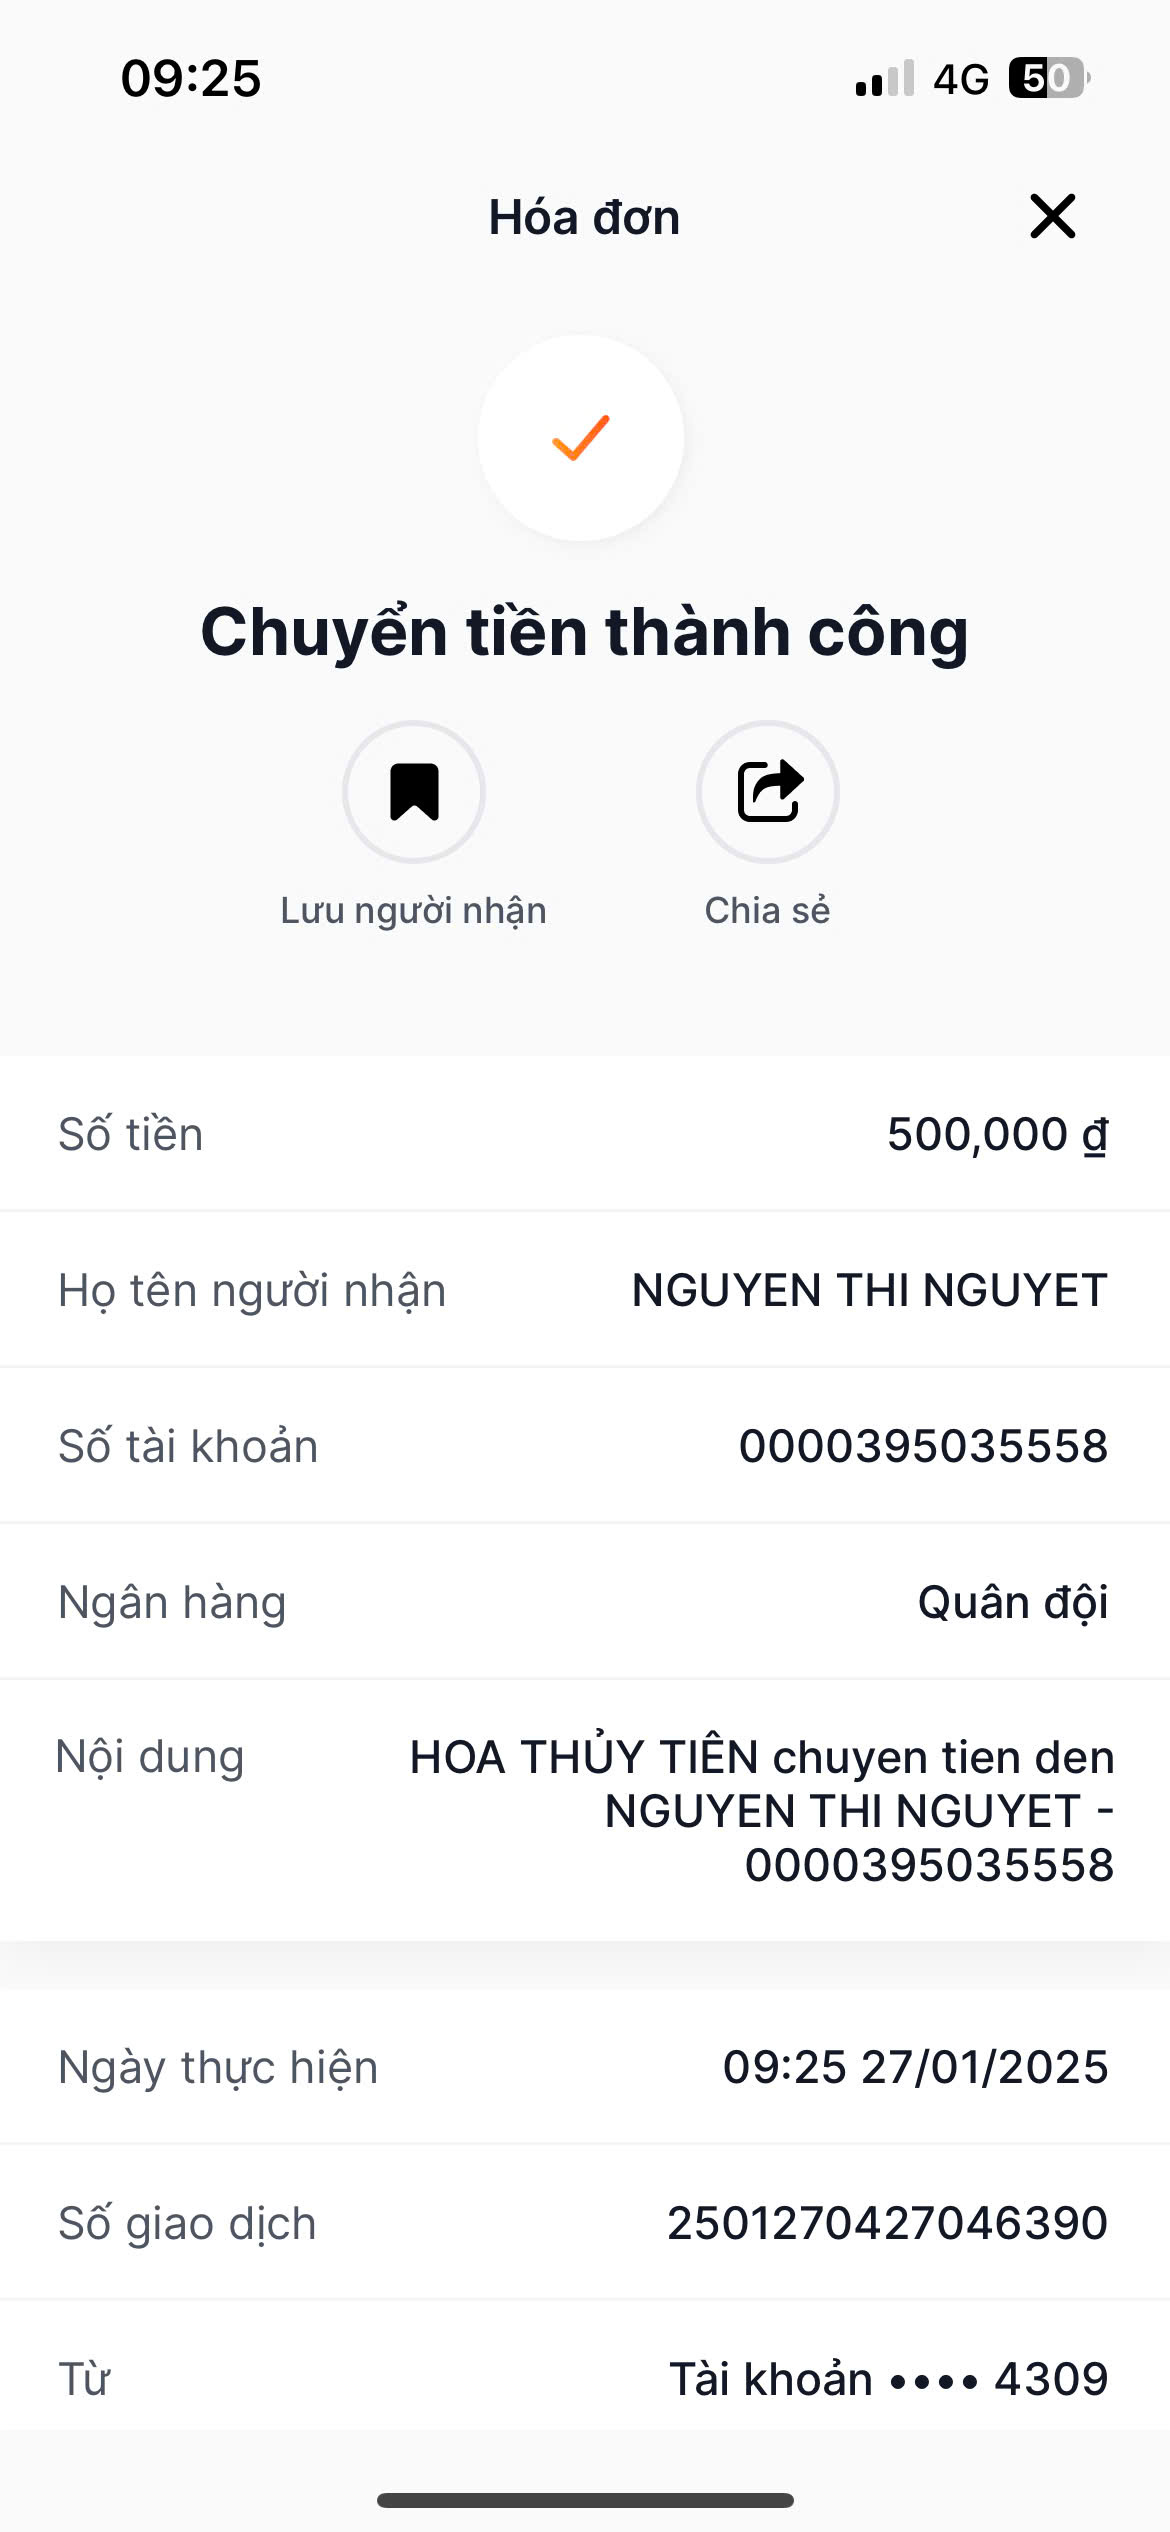 09:25
4G 50
Hóa đơn
Chuyển tiền thành công
Lưu người nhận
Chia sẻ
Số tiền 500,000 ₫
Họ tên người nhận NGUYEN THI NGUYET
Số tài khoản 0000395035558
Ngân hàng Quân đội
Nội dung HOA THỦY TIÊN chuyen tien den
NGUYEN THI NGUYET -
0000395035558
Ngày thực hiện 09:25 27/01/2025
Số giao dịch 2501270427046390
Từ Tài khoản •••• 4309